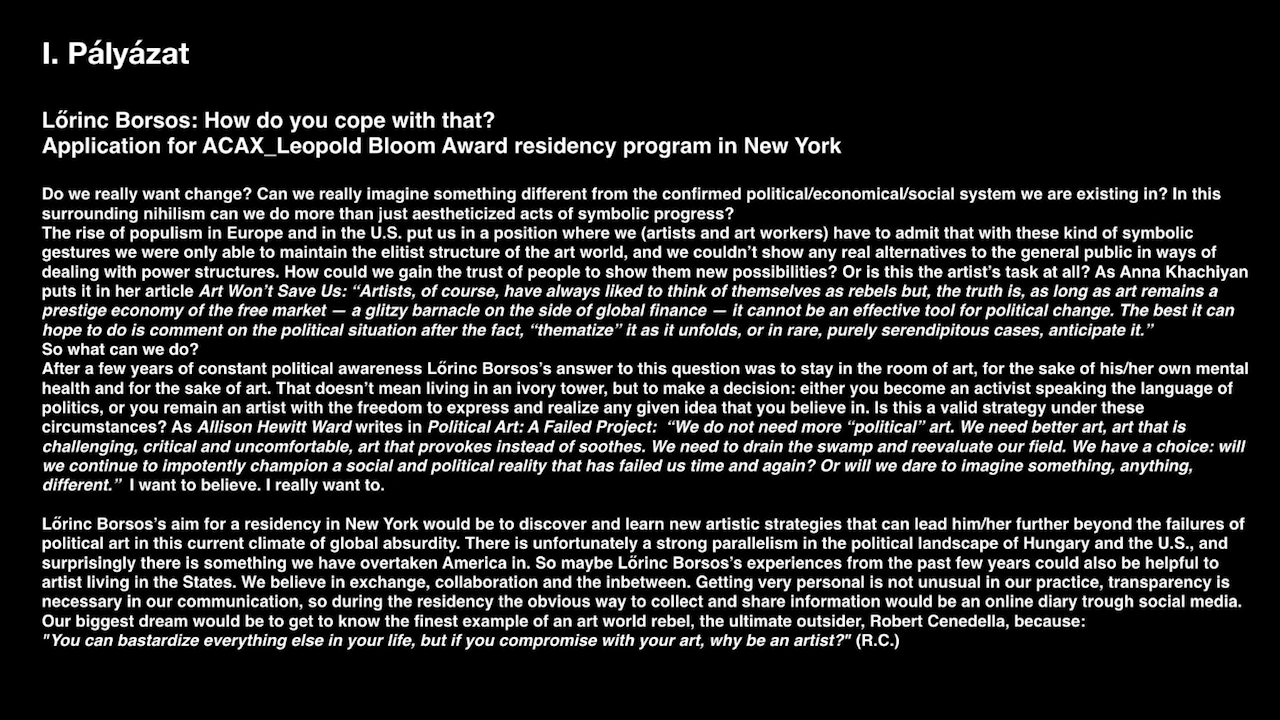 I. Pályázat
Lőrinc Borsos: How do you cope with that?
Application for ACAX_Leopold Bloom Award residency program in New York
Do we really want change? Can we really imagine something different from the confirmed political/economical/social system we are existing in? In this
surrounding nihilism can we do more than just aestheticized acts of symbolic progress?
The rise of populism in Europe and in the U.S. put us in a position where we (artists and art workers) have to admit that with these kind of symbolic
gestures we were only able to maintain the elitist structure of the art world, and we couldn’t show any real alternatives to the general public in ways of
dealing with power structures. How could we gain the trust of people to show them new possibilities? Or is this the artist’s task at all? As Anna Khachiyan
puts it in her article Art Won’t Save Us: “Artists, of course, have always liked to think of themselves as rebels but, the truth is, as long as art remains a
prestige economy of the free market — a glitzy barnacle on the side of global finance — it cannot be an effective tool for political change. The best it can
hope to do is comment on the political situation after the fact, “thematize” it as it unfolds, or in rare, purely serendipitous cases, anticipate it.”
So what can we do?
After a few years of constant political awareness Lőrinc Borsos’s answer to this question was to stay in the room of art, for the sake of his/her own mental
health and for the sake of art. That doesn’t mean living in an ivory tower, but to make a decision: either you become an activist speaking the language of
politics, or you remain an artist with the freedom to express and realize any given idea that you believe in. Is this a valid strategy under these
circumstances? As Allison Hewitt Ward writes in Political Art: A Failed Project: “We do not need more “political” art. We need better art, art that is
challenging, critical and uncomfortable, art that provokes instead of soothes. We need to drain the swamp and reevaluate our field. We have a choice: will
we continue to impotently champion a social and political reality that has failed us time and again? Or will we dare to imagine something, anything,
different.” I want to believe. I really want to.
Lőrinc Borsos’s aim for a residency in New York would be to discover and learn new artistic strategies that can lead him/her further beyond the failures of
political art in this current climate of global absurdity. There is unfortunately a strong parallelism in the political landscape of Hungary and the U.S., and
surprisingly there is something we have overtaken America in. So maybe Lőrinc Borsos’s experiences from the past few years could also be helpful to
artist living in the States. We believe in exchange, collaboration and the inbetween. Getting very personal is not unusual in our practice, transparency is
necessary in our communication, so during the residency the obvious way to collect and share information would be an online diary trough social media.
Our biggest dream would be to get to know the finest example of an art world rebel, the ultimate outsider, Robert Cenedella, because:
"You can bastardize everything else in your life, but if you compromise with your art, why be an artist?" (R.C.)